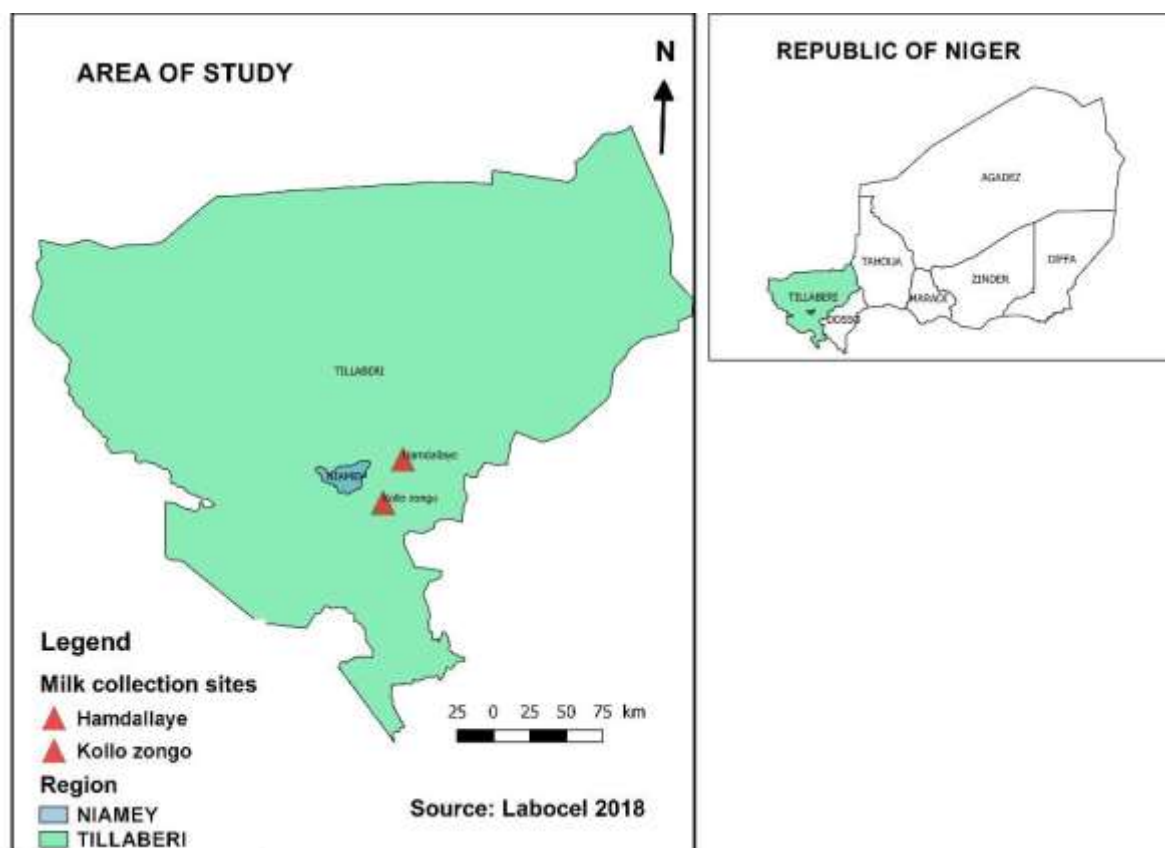 AREA OF STUDY
N
TILLABERI
Hamdallaye
NIAMEY
Kollo zongo
Legend
Milk collection sites
Hamdallaye
Kollo zongo
Region
NIAMEY
TILLABERI
25 0 25 50 75 km
Source: Labocel 2018
REPUBLIC OF NIGER
AGADEZ
TAHOUA
DIFFA
ZINDER
TILLABERI
MARADI
DOSSO